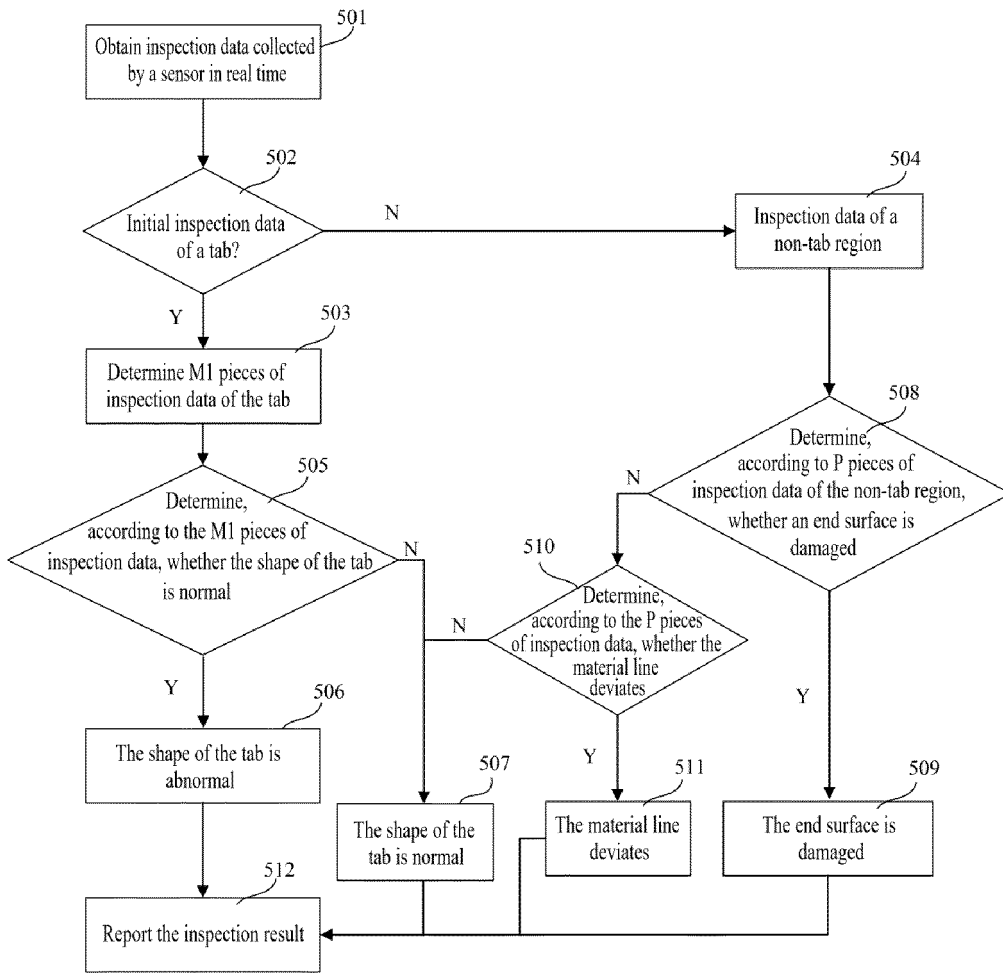 501
Obtain inspection data collected
by a sensor in real time
502
Initial inspection data
of a tab?
N
504
Inspection data of a
non-tab region
Y
503
Determine M1 pieces of
inspection data of the tab
505
Determine,
according to the M1 pieces of
inspection data, whether the shape of the tab
is normal
N
508
Determine,
according to P pieces of
inspection data of the non-tab region,
whether an end surface is
damaged
N
510
Determine,
according to the P pieces
of inspection data, whether the
material line
deviates
N
Y
506
The shape of the tab is
abnormal
Y
507
The shape of the
tab is normal
Y
511
The material line
deviates
509
The end surface is
damaged
512
Report the inspection result